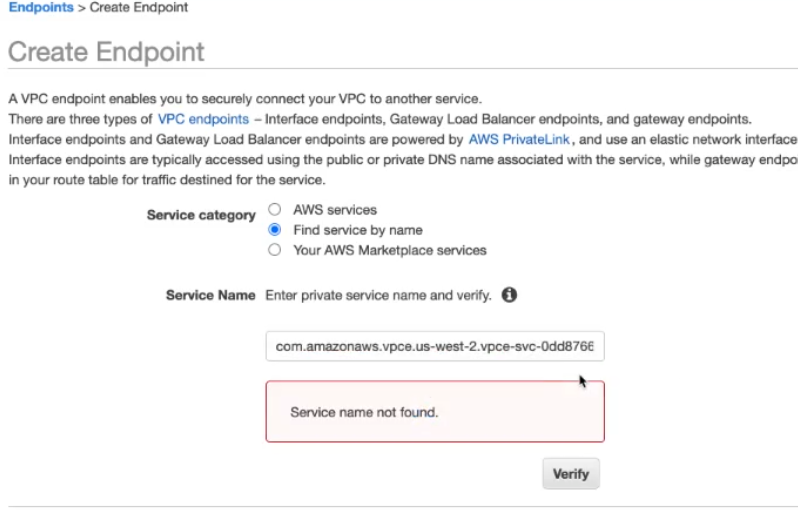 Endpoints > Create Endpoint
Create Endpoint
A VPC endpoint enables you to securely connect your VPC to another service.
There are three types of VPC endpoints – Interface endpoints, Gateway Load Balancer endpoints, and gateway endpoints.
Interface endpoints and Gateway Load Balancer endpoints are powered by AWS PrivateLink, and use an elastic network interface
Interface endpoints are typically accessed using the public or private DNS name associated with the service, while gateway endpo
in your route table for traffic destined for the service.
Service category
AWS services
Find service by name
Your AWS Marketplace services
Service Name Enter private service name and verify.
com.amazonaws.vpce.us-west-2.vpce-svc-0dd8766
Service name not found.
Verify